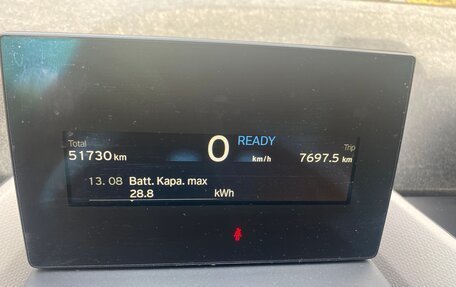 Total 0 READY Trip
51730 km km/h 7697.5 km
13. 08 Batt. Kapa. max
28.8 kWh